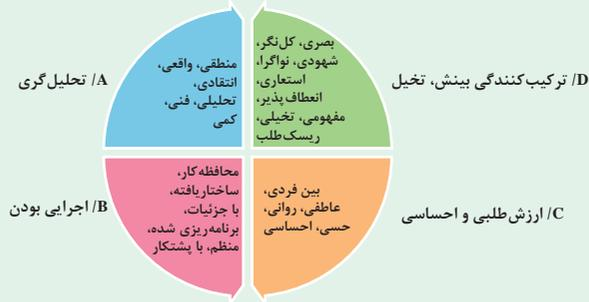 بصری، کل‌نگر،
شهودی، نواگرا،
استعاری،
انعطاف‌پذیر،
مفهومی، تخیلی،
ریسک‌طلب
D/ ترکیب‌کنندگی بینش، تخیل
منطقی، واقعی،
انتقادی،
تحلیلی، فنی،
کمی
A/ تحلیل‌گری
بین فردی،
عاطفی، روانی،
حسی، احساسی
C/ ارزش‌طلبی و احساسی
محافظه‌کار،
ساختاریافته،
با جزئیات،
برنامه‌ریزی شده،
منظم، با پشتکار
B/ اجرایی بودن